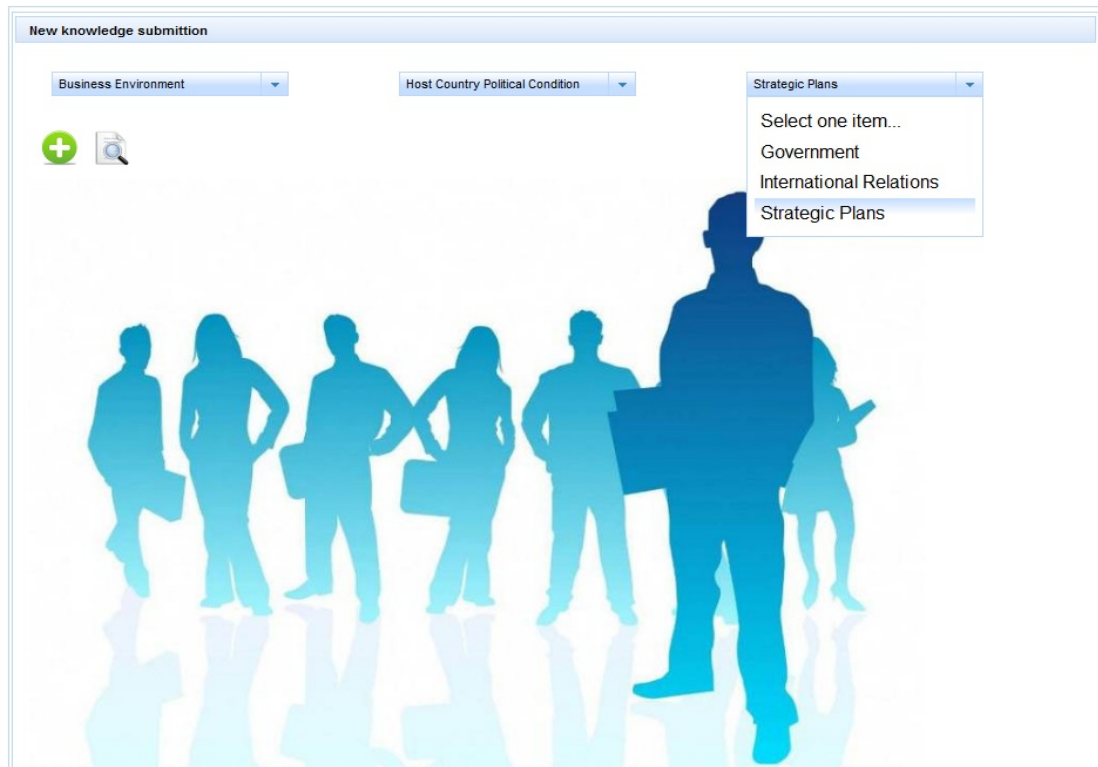 New knowledge submittion
Business Environment
Host Country Political Condition
Strategic Plans
Select one item...
Government
International Relations
Strategic Plans